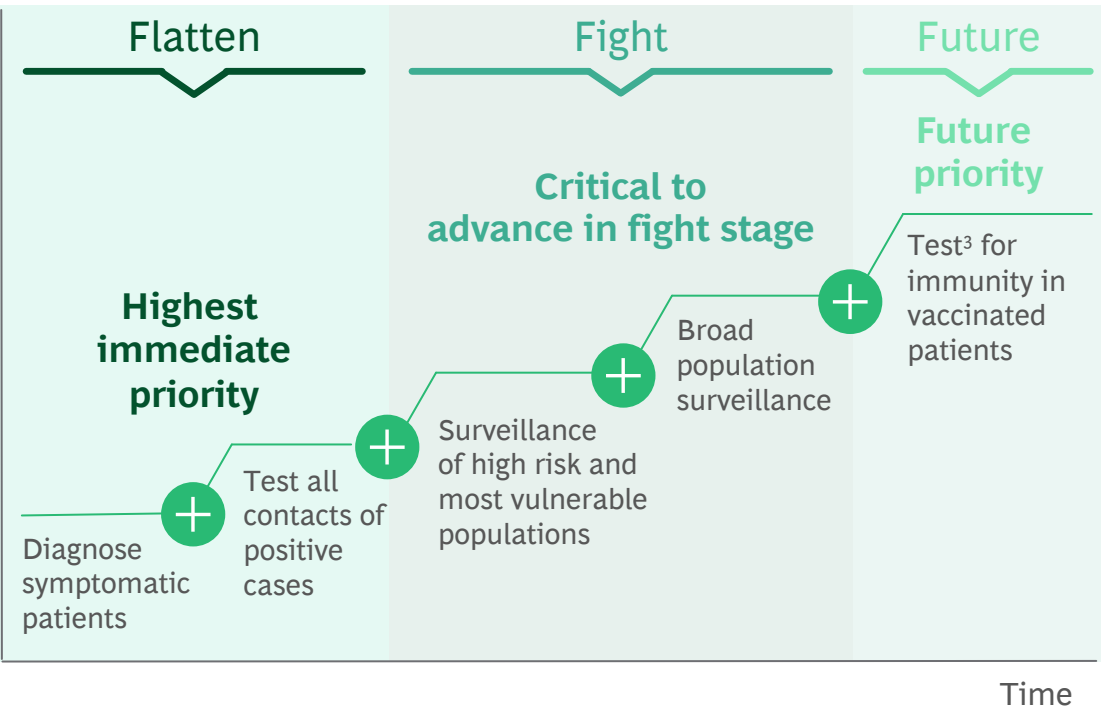 Flatten
Fight
Future
Highest
immediate
priority
Critical to
advance in fight stage
Future
priority
Diagnose
symptomatic
patients
Test all
contacts of
positive
cases
Surveillance
of high risk and
most vulnerable
populations
Broad
population
surveillance
Test³ for
immunity in
vaccinated
patients
Time